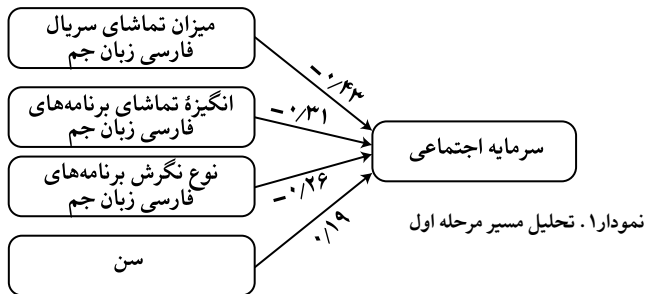 میزان تماشای سریال
فارسی زبان جم
-۰/۴۳
انگیزهٔ تماشای برنامه‌های
فارسی زبان جم
-۰/۳۱
سرمایه اجتماعی
نوع نگرش برنامه‌های
فارسی زبان جم
-۰/۲۶
سن
۰/۱۹
نمودار۱. تحلیل مسیر مرحله اول